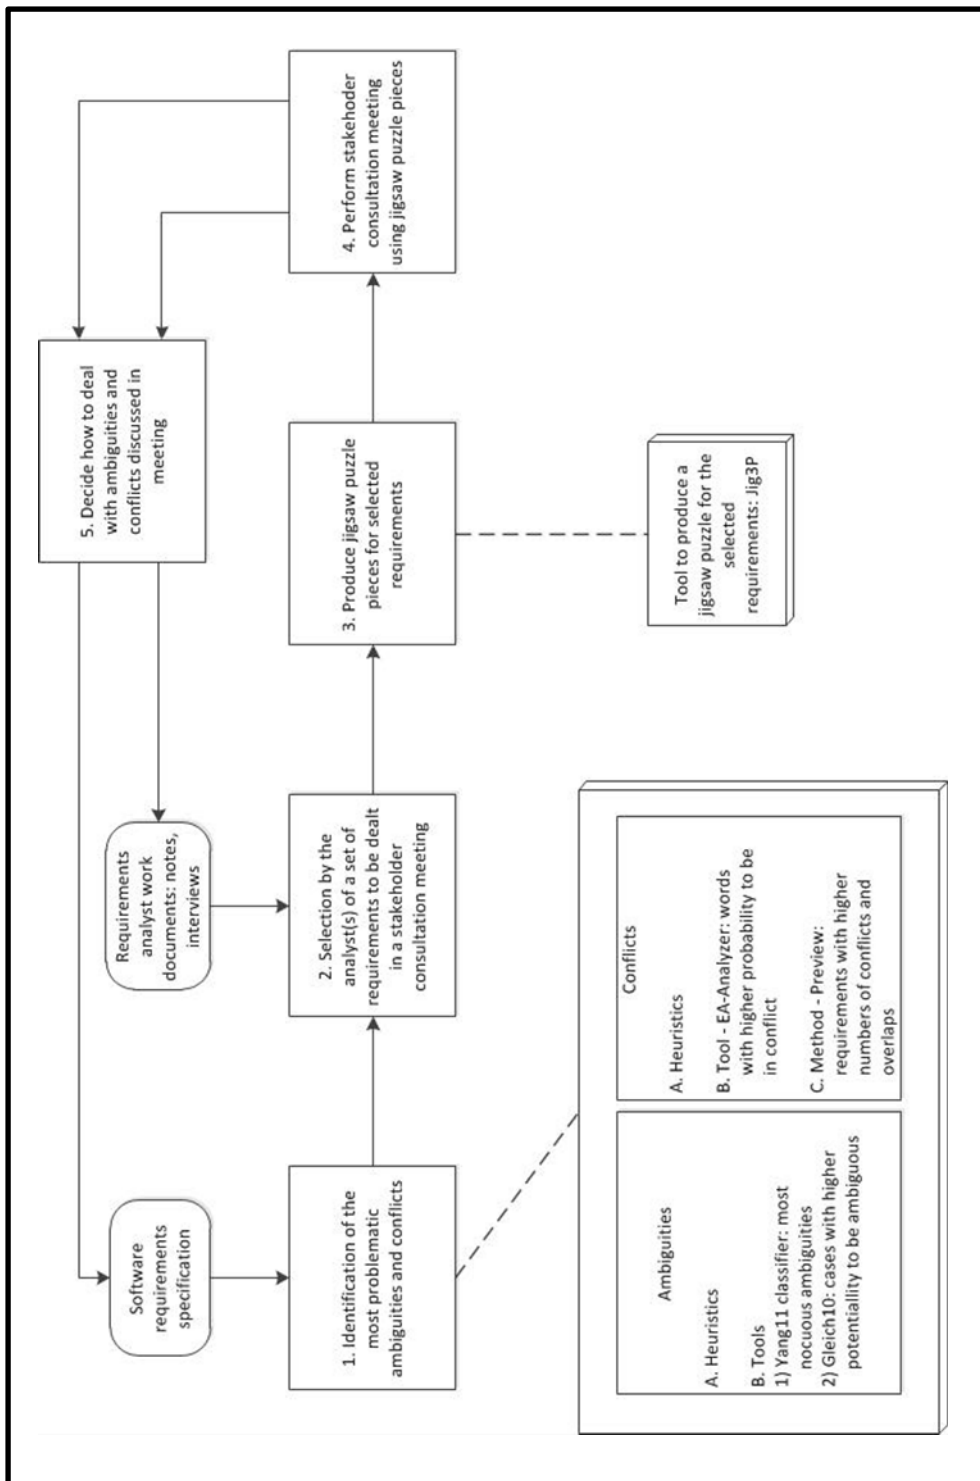 Software
requirements
specification
Requirements
analyst work
documents: notes,
interviews
5. Decide how to deal
with ambiguities and
conflicts discussed in
meeting
1. Identification of the
most problematic
ambiguities and conflicts
2. Selection by the
analyst(s) of a set of
requirements to be dealt
in a stakeholder
consultation meeting
3. Produce jigsaw puzzle
pieces for selected
requirements
4. Perform stakehoder
consultation meeting
using jigsaw puzzle pieces
Ambiguities
A. Heuristics
B. Tools
1) Yang11 classifier: most
nocuous ambiguities
2) Gleich10: cases with higher
potentiallity to be ambiguous
Conflicts
A. Heuristics
B. Tool - EA-Analyzer: words
with higher probability to be
in conflict
C. Method - Preview:
requirements with higher
numbers of conflicts and
overlaps
Tool to produce a
jigsaw puzzle for the
selected
requirements: Jig3P